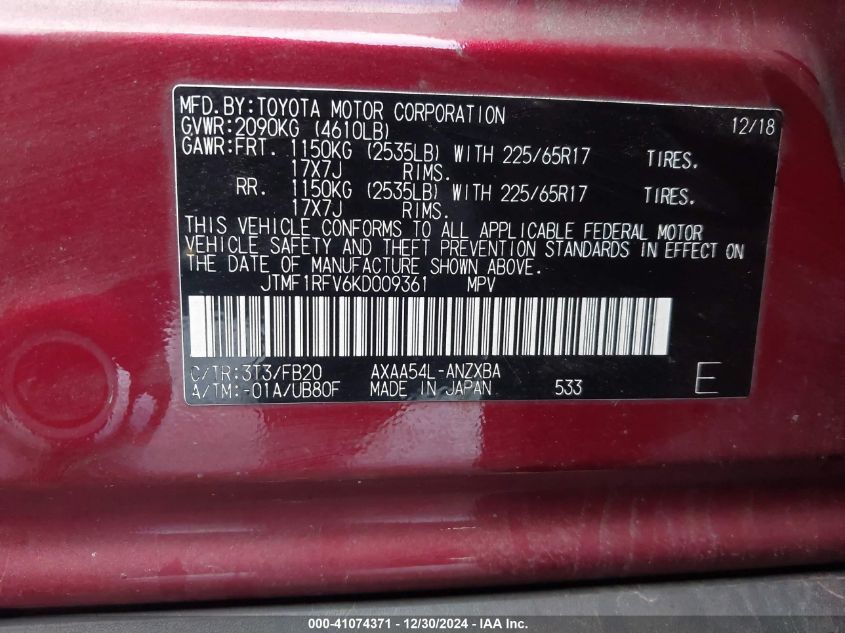 MFD.BY:TOYOTA MOTOR CORPORATION 12/18
GVWR:2090KG (4610LB)
GAWR:FRT. 1150KG (2535LB) WITH 225/65R17 TIRES.
17X7J RIMS.
RR. 1150KG (2535LB) WITH 225/65R17 TIRES.
17X7J RIMS.
THIS VEHICLE CONFORMS TO ALL APPLICABLE FEDERAL MOTOR
VEHICLE SAFETY AND THEFT PREVENTION STANDARDS IN EFFECT ON
THE DATE OF MANUFACTURE SHOWN ABOVE.
JTMF1RFV6KD009361 MPV
C/TR:3T3/FB20 AXAA54L-ANZXBA
A/TM:-01A/UB80F MADE IN JAPAN 533 E
000-41074371 - 12/30/2024 - IAA Inc.